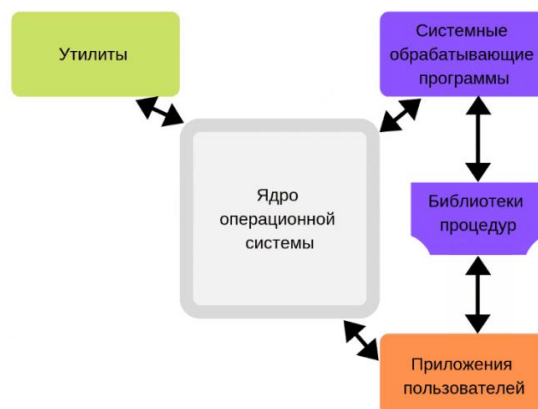 Утилиты
Системные
обрабатывающие
программы
Ядро
операционной
системы
Библиотеки
процедур
Приложения
пользователей